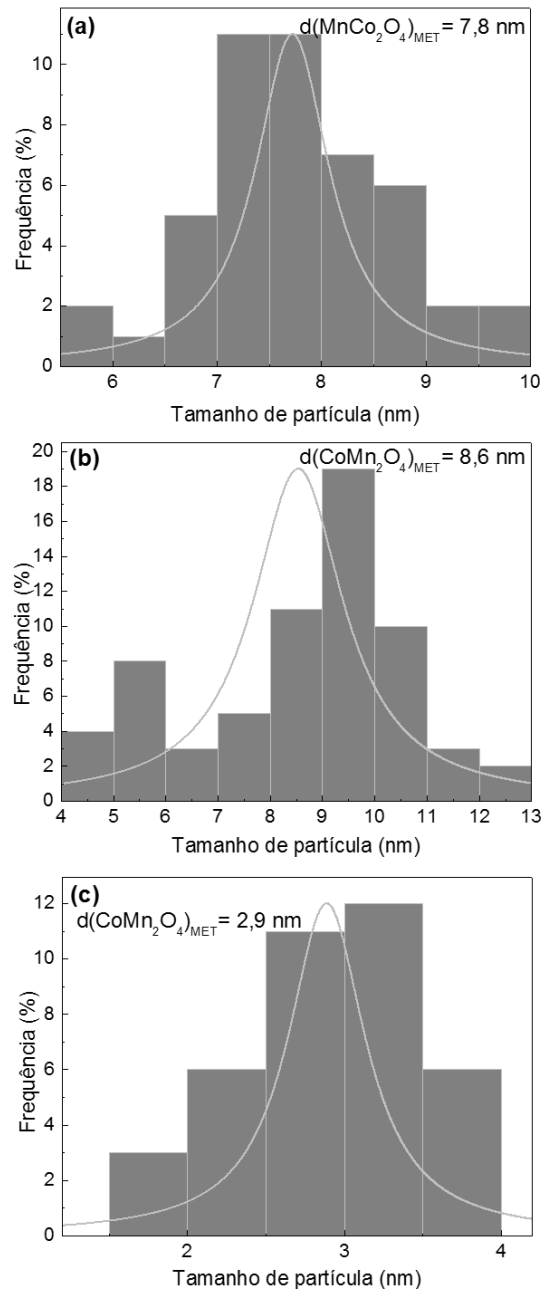 (a)
d(MnCo₂O₄)MET= 7,8 nm
10
8
6
4
2
0
Frequência (%)
6 7 8 9 10
Tamanho de partícula (nm)
(b)
d(CoMn₂O₄)MET= 8,6 nm
20
18
16
14
12
10
8
6
4
2
0
Frequência (%)
4 5 6 7 8 9 10 11 12 13
Tamanho de partícula (nm)
(c)
d(CoMn₂O₄)MET= 2,9 nm
12
10
8
6
4
2
0
Frequência (%)
2 3 4
Tamanho de partícula (nm)